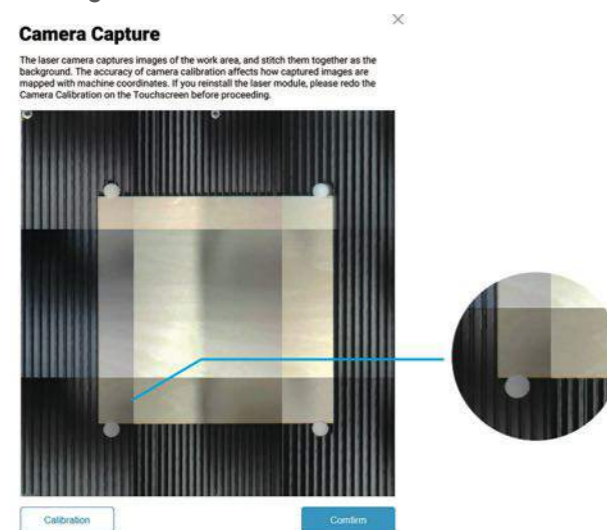 Camera Capture
The laser camera captures images of the work area, and stitch them together as the
background. The accuracy of camera calibration affects how captured images are
mapped with machine coordinates. If you reinstall the laser module, please redo the
Camera Calibration on the Touchscreen before proceeding.
Calibration
Comfirm